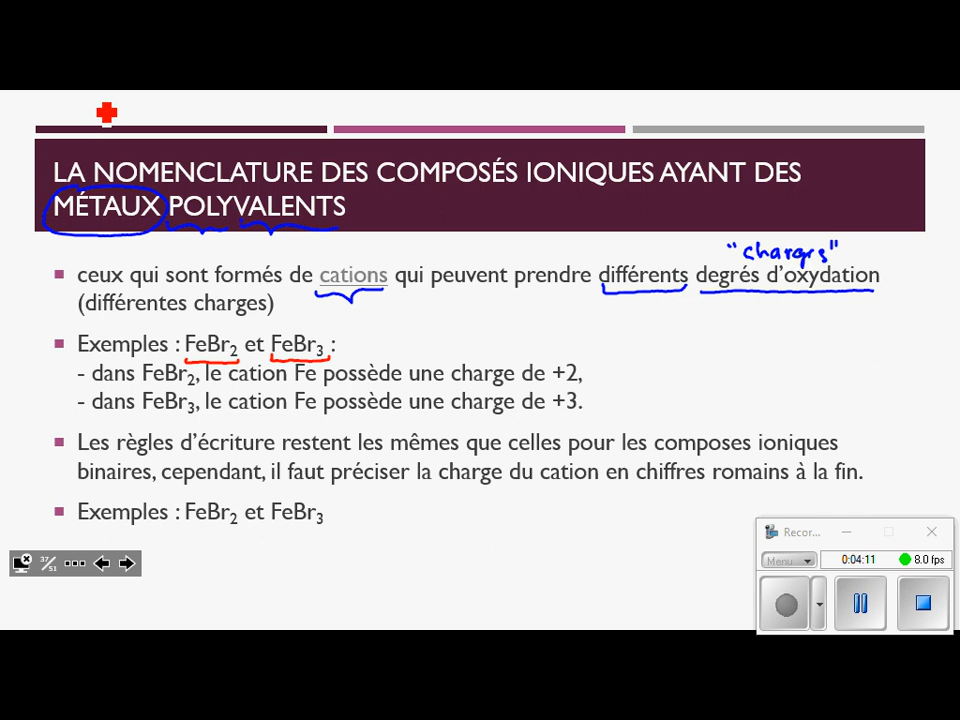 LA NOMENCLATURE DES COMPOSÉS IONIQUES AYANT DES
MÉTAUX POLYVALENTS
"charges"
ceux qui sont formés de cations qui peuvent prendre différents degrés d'oxydation
(différentes charges)
Exemples : FeBr2 et FeBr3 :
- dans FeBr2, le cation Fe possède une charge de +2,
- dans FeBr3, le cation Fe possède une charge de +3.
Les règles d'écriture restent les mêmes que celles pour les composes ioniques
binaires, cependant, il faut préciser la charge du cation en chiffres romains à la fin.
Exemples : FeBr2 et FeBr3
Recor...
Menu 0:04:11 8.0 fps
37/51